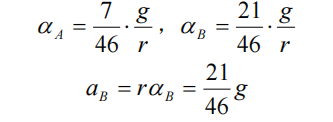 α_A = 7/46 · g/r , α_B = 21/46 · g/r
a_B = rα_B = 21/46 g